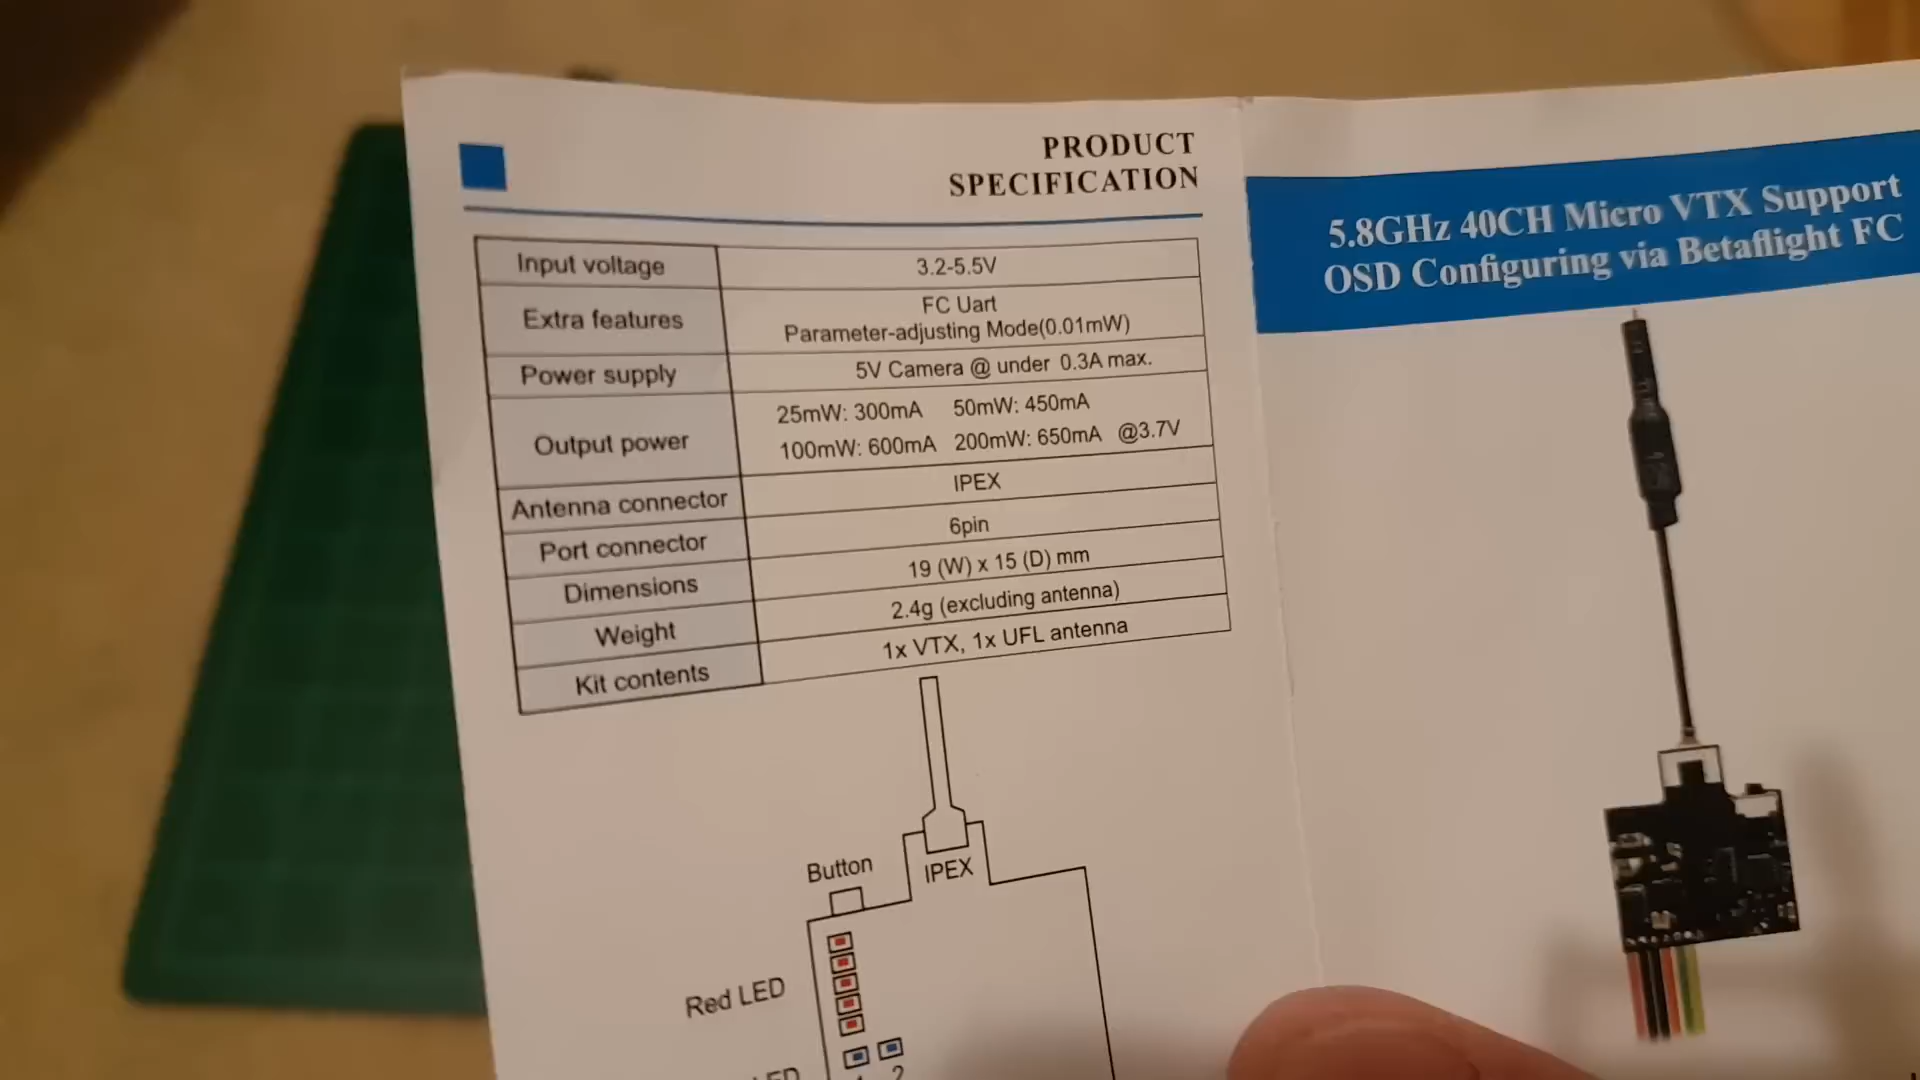 PRODUCT
SPECIFICATION
Input voltage 3.2-5.5V
Extra features FC Uart
Parameter-adjusting Mode(0.01mW)
Power supply 5V Camera @ under 0.3A max.
Output power 25mW: 300mA 50mW: 450mA
100mW: 600mA 200mW: 650mA @3.7V
Antenna connector IPEX
Port connector 6pin
Dimensions 19 (W) x 15 (D) mm
Weight 2.4g (excluding antenna)
Kit contents 1x VTX, 1x UFL antenna
Button
IPEX
Red LED
2
5.8GHz 40CH Micro VTX Support
OSD Configuring via Betaflight FC